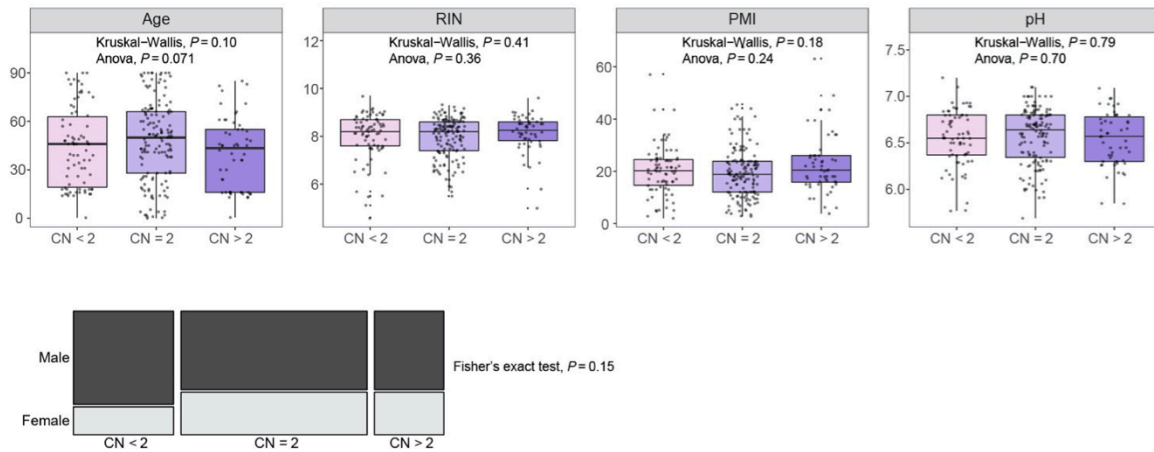 Age
Kruskal–Wallis, P = 0.10
Anova, P = 0.071
90
60
30
0
CN < 2 CN = 2 CN > 2
RIN
Kruskal–Wallis, P = 0.41
Anova, P = 0.36
12
10
8
6
CN < 2 CN = 2 CN > 2
PMI
Kruskal–Wallis, P = 0.18
Anova, P = 0.24
60
40
20
0
CN < 2 CN = 2 CN > 2
pH
Kruskal–Wallis, P = 0.79
Anova, P = 0.70
7.5
7.0
6.5
6.0
CN < 2 CN = 2 CN > 2
Male
Female
CN < 2 CN = 2 CN > 2
Fisher's exact test, P = 0.15